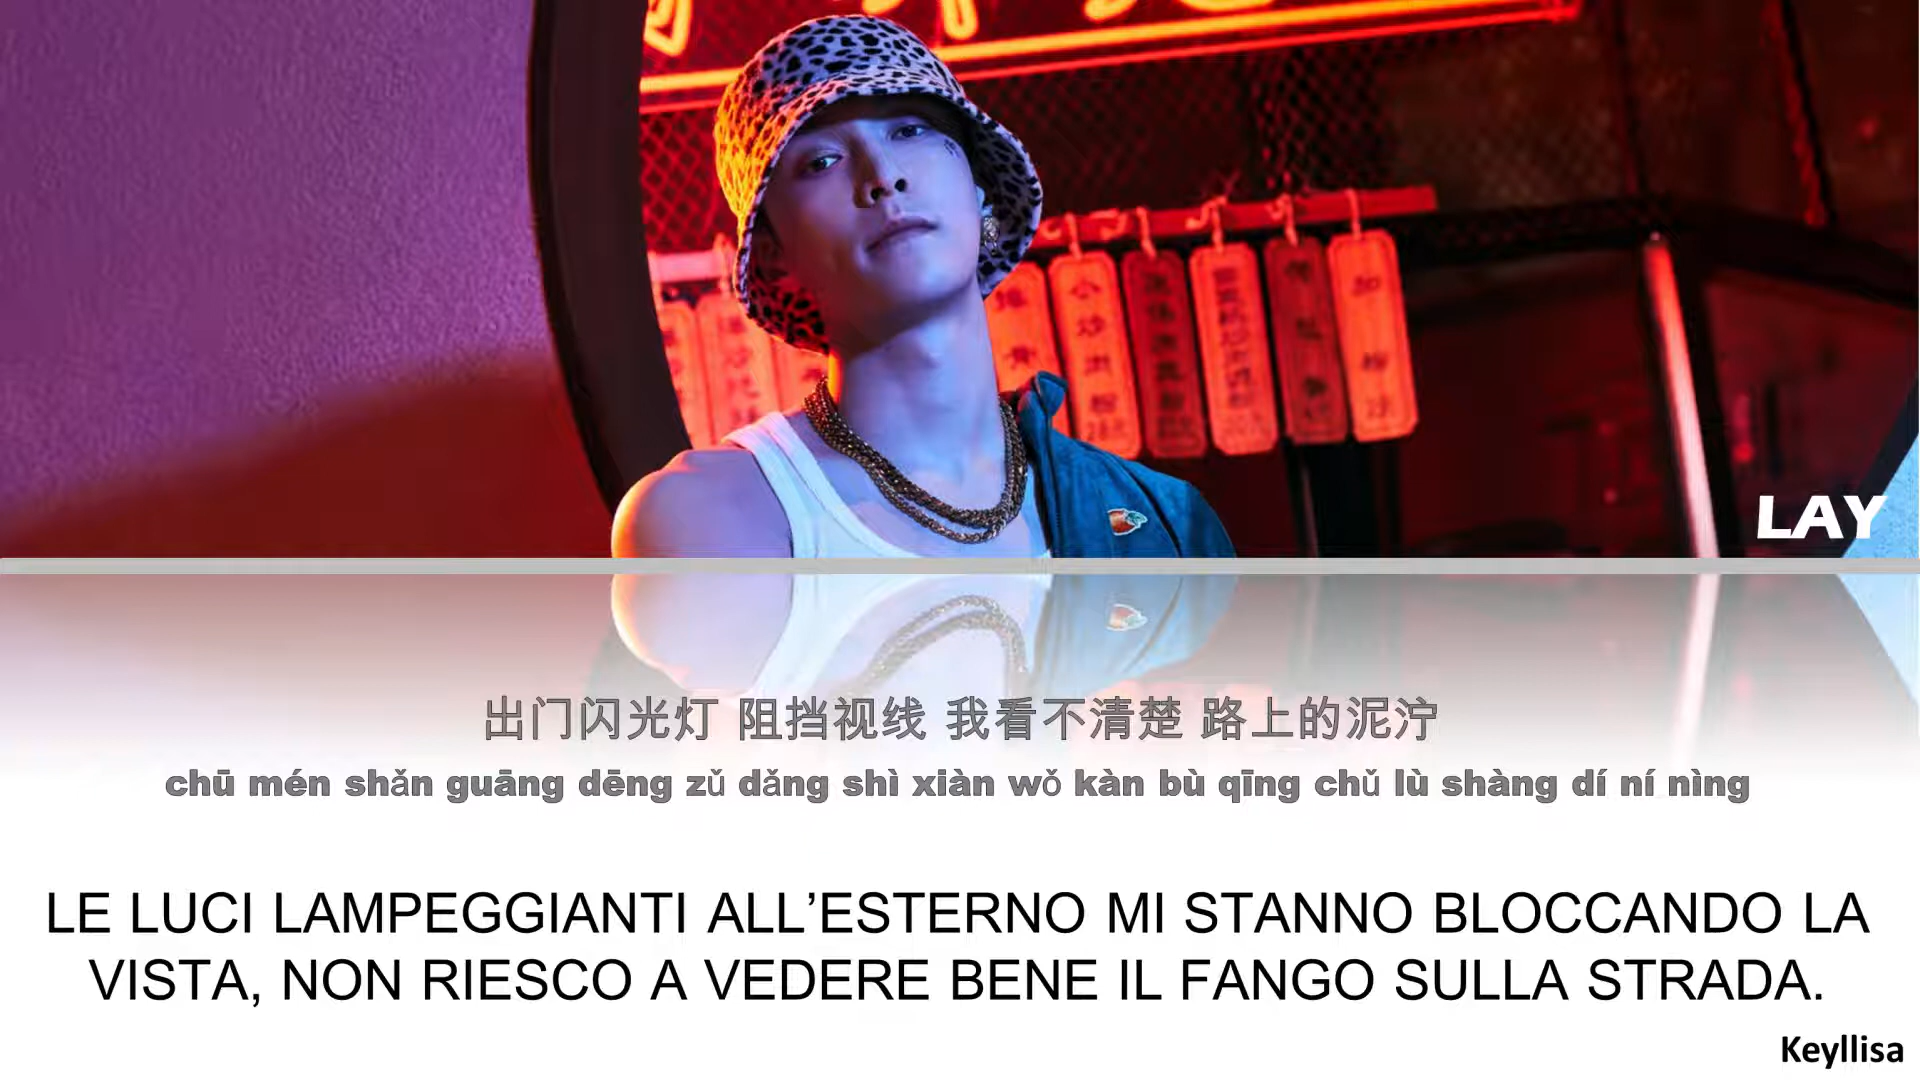 LAY
出门闪光灯 阻挡视线 我看不清楚 路上的泥泞
chū mén shǎn guāng dēng zǔ dǎng shì xiàn wǒ kàn bù qīng chǔ lù shàng dí ní nìng
LE LUCI LAMPEGGIANTI ALL’ESTERNO MI STANNO BLOCCANDO LA
VISTA, NON RIESCO A VEDERE BENE IL FANGO SULLA STRADA.
Keyllisa